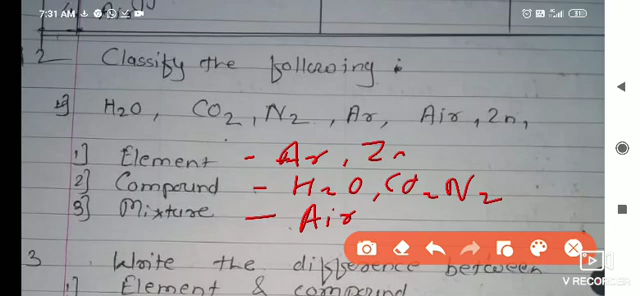 7:31 AM
Air
2 Classify the following :
H2O, CO2, N2, Ar, Air, Zn,
1] Element - Ar, Zn
2] Compound - H2O, CO2 N2
3] Mixture - Air
3 Write the difference between
1] Element & compound
V RECORDER